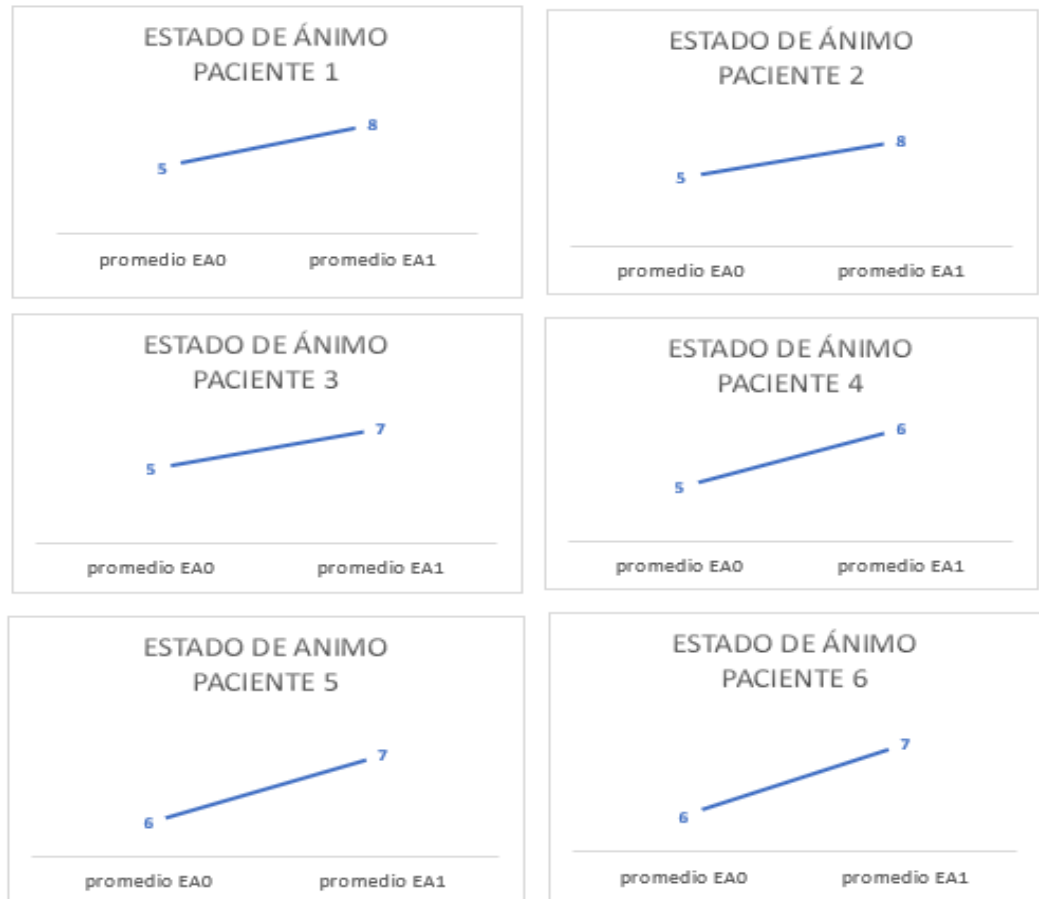 ESTADO DE ÁNIMO
PACIENTE 1
8
5
promedio EA0 promedio EA1
ESTADO DE ÁNIMO
PACIENTE 2
8
5
promedio EA0 promedio EA1
ESTADO DE ÁNIMO
PACIENTE 3
7
5
promedio EA0 promedio EA1
ESTADO DE ÁNIMO
PACIENTE 4
6
5
promedio EA0 promedio EA1
ESTADO DE ANIMO
PACIENTE 5
7
6
promedio EA0 promedio EA1
ESTADO DE ÁNIMO
PACIENTE 6
7
6
promedio EA0 promedio EA1